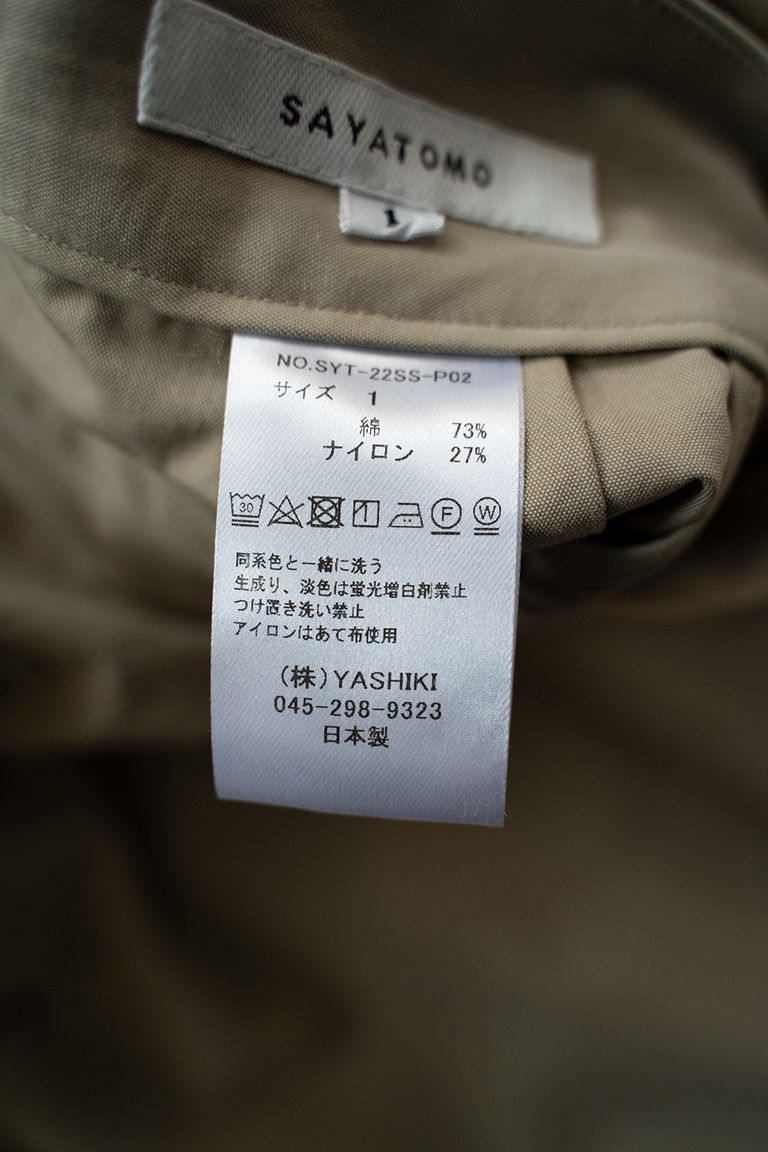 SAYATOMO
1
NO.SYT-22SS-P02
サイズ 1
綿 73%
ナイロン 27%
30 F W
同系色と一緒に洗う
生成り、淡色は蛍光増白剤禁止
つけ置き洗い禁止
アイロンはあて布使用
(株)YASHIKI
045-298-9323
日本製